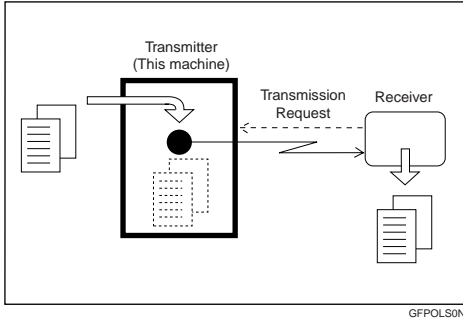 Transmitter
(This machine)
Transmission
Request
Receiver
GFPOLS0N